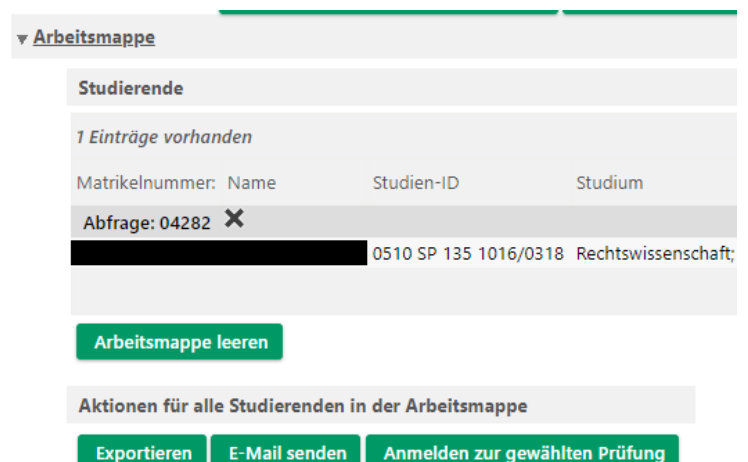 Arbeitsmappe
Studierende
1 Einträge vorhanden
Matrikelnummer: Name Studien-ID Studium
Abfrage: 04282
0510 SP 135 1016/0318 Rechtswissenschaft;
Arbeitsmappe leeren
Aktionen für alle Studierenden in der Arbeitsmappe
Exportieren E-Mail senden Anmelden zur gewählten Prüfung